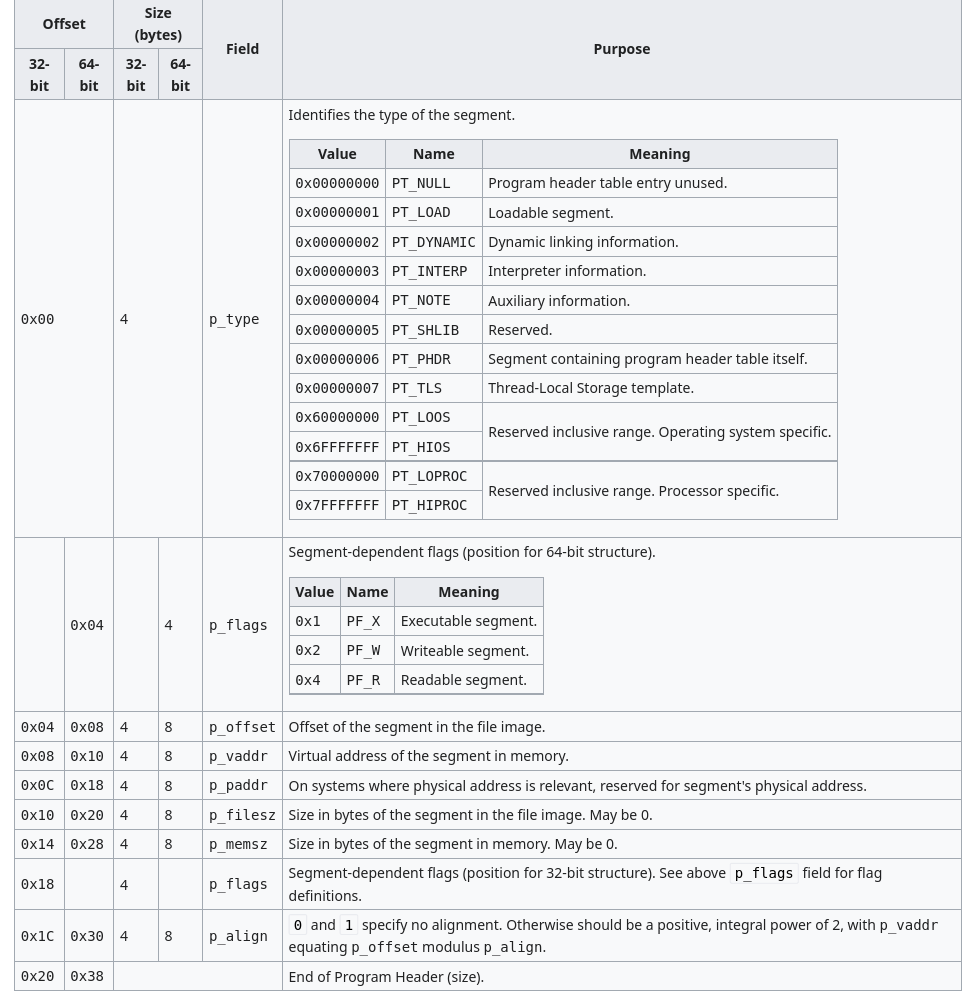 Offset Size (bytes) Field Purpose
32-bit 64-bit 32-bit 64-bit
0x00 4 p_type Identifies the type of the segment.
Value Name Meaning
0x00000000 PT_NULL Program header table entry unused.
0x00000001 PT_LOAD Loadable segment.
0x00000002 PT_DYNAMIC Dynamic linking information.
0x00000003 PT_INTERP Interpreter information.
0x00000004 PT_NOTE Auxiliary information.
0x00000005 PT_SHLIB Reserved.
0x00000006 PT_PHDR Segment containing program header table itself.
0x00000007 PT_TLS Thread-Local Storage template.
0x60000000 PT_LOOS Reserved inclusive range. Operating system specific.
0x6FFFFFFF PT_HIOS
0x70000000 PT_LOPROC Reserved inclusive range. Processor specific.
0x7FFFFFFF PT_HIPROC
0x04 4 p_flags Segment-dependent flags (position for 64-bit structure).
Value Name Meaning
0x1 PF_X Executable segment.
0x2 PF_W Writeable segment.
0x4 PF_R Readable segment.
0x04 0x08 4 8 p_offset Offset of the segment in the file image.
0x08 0x10 4 8 p_vaddr Virtual address of the segment in memory.
0x0C 0x18 4 8 p_paddr On systems where physical address is relevant, reserved for segment's physical address.
0x10 0x20 4 8 p_filesz Size in bytes of the segment in the file image. May be 0.
0x14 0x28 4 8 p_memsz Size in bytes of the segment in memory. May be 0.
0x18 4 p_flags Segment-dependent flags (position for 32-bit structure). See above p_flags field for flag
definitions.
0x1C 0x30 4 8 p_align 0 and 1 specify no alignment. Otherwise should be a positive, integral power of 2, with p_vaddr
equating p_offset modulus p_align.
0x20 0x38 End of Program Header (size).